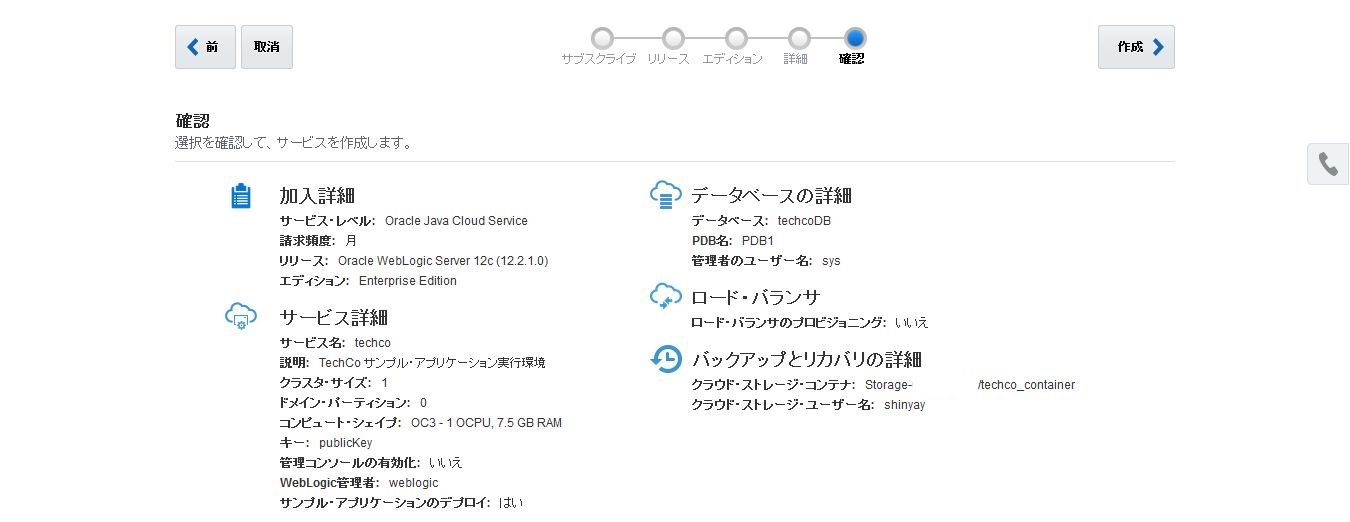 前
取消
サブスクライブ
リリース
エディション
詳細
確認
作成
確認
選択を確認して、サービスを作成します。
加入詳細
サービス・レベル: Oracle Java Cloud Service
請求頻度: 月
リリース: Oracle WebLogic Server 12c (12.2.1.0)
エディション: Enterprise Edition
サービス詳細
サービス名: techco
説明: TechCo サンプル・アプリケーション実行環境
クラスタ・サイズ: 1
ドメイン・パーティション: 0
コンピュート・シェイプ: OC3 - 1 OCPU, 7.5 GB RAM
キー: publicKey
管理コンソールの有効化: いいえ
WebLogic管理者: weblogic
サンプル・アプリケーションのデプロイ: はい
データベースの詳細
データベース: techcoDB
PDB名: PDB1
管理者のユーザー名: sys
ロード・バランサ
ロード・バランサのプロビジョニング: いいえ
バックアップとリカバリの詳細
クラウド・ストレージ・コンテナ: Storage- /techco_container
クラウド・ストレージ・ユーザー名: shinyay